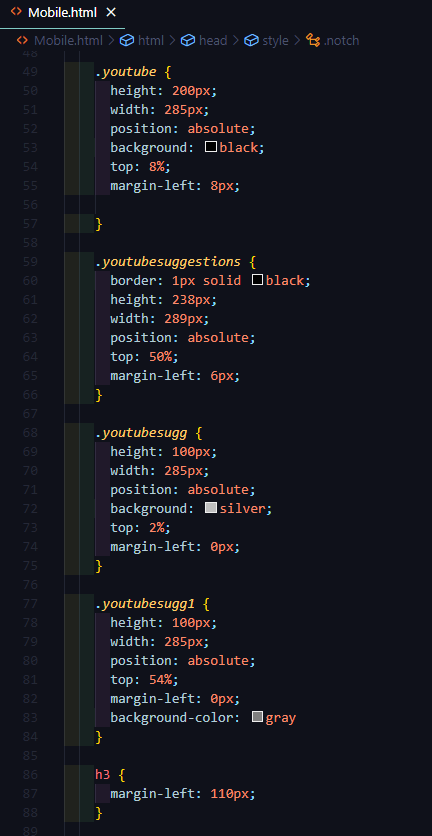 Mobile.html
Mobile.html > html > head > style > .notch
48
49 .youtube {
50 height: 200px;
51 width: 285px;
52 position: absolute;
53 background: black;
54 top: 8%;
55 margin-left: 8px;
56
57 }
58
59 .youtubesuggestions {
60 border: 1px solid black;
61 height: 238px;
62 width: 289px;
63 position: absolute;
64 top: 50%;
65 margin-left: 6px;
66 }
67
68 .youtubesugg {
69 height: 100px;
70 width: 285px;
71 position: absolute;
72 background: silver;
73 top: 2%;
74 margin-left: 0px;
75 }
76
77 .youtubesugg1 {
78 height: 100px;
79 width: 285px;
80 position: absolute;
81 top: 54%;
82 margin-left: 0px;
83 background-color: gray
84 }
85
86 h3 {
87 margin-left: 110px;
88 }
89